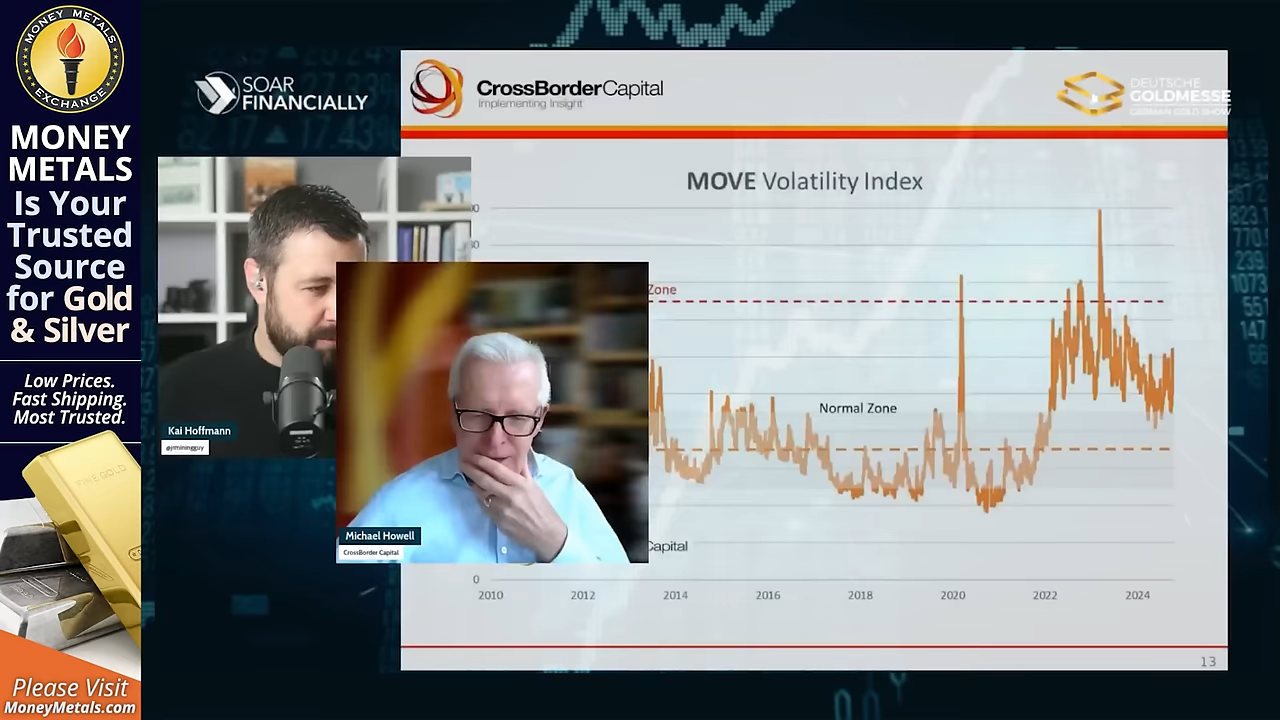 MONEY METALS
EXCHANGE
MONEY
METALS
Is Your
Trusted
Source
for Gold
& Silver
Low Prices.
Fast Shipping.
Most Trusted.
FINE GOLD
Please Visit
MoneyMetals.com
SOAR
FINANCIALLY
CrossBorderCapital
Implementing Insight
DEUTSCHE
GOLDMESSE
GERMAN GOLD SHOW
MOVE Volatility Index
Zone
Normal Zone
Capital
0
2010 2012 2014 2016 2018 2020 2022 2024
13
Kai Hoffmann
@jrminingguy
Michael Howell
CrossBorder Capital